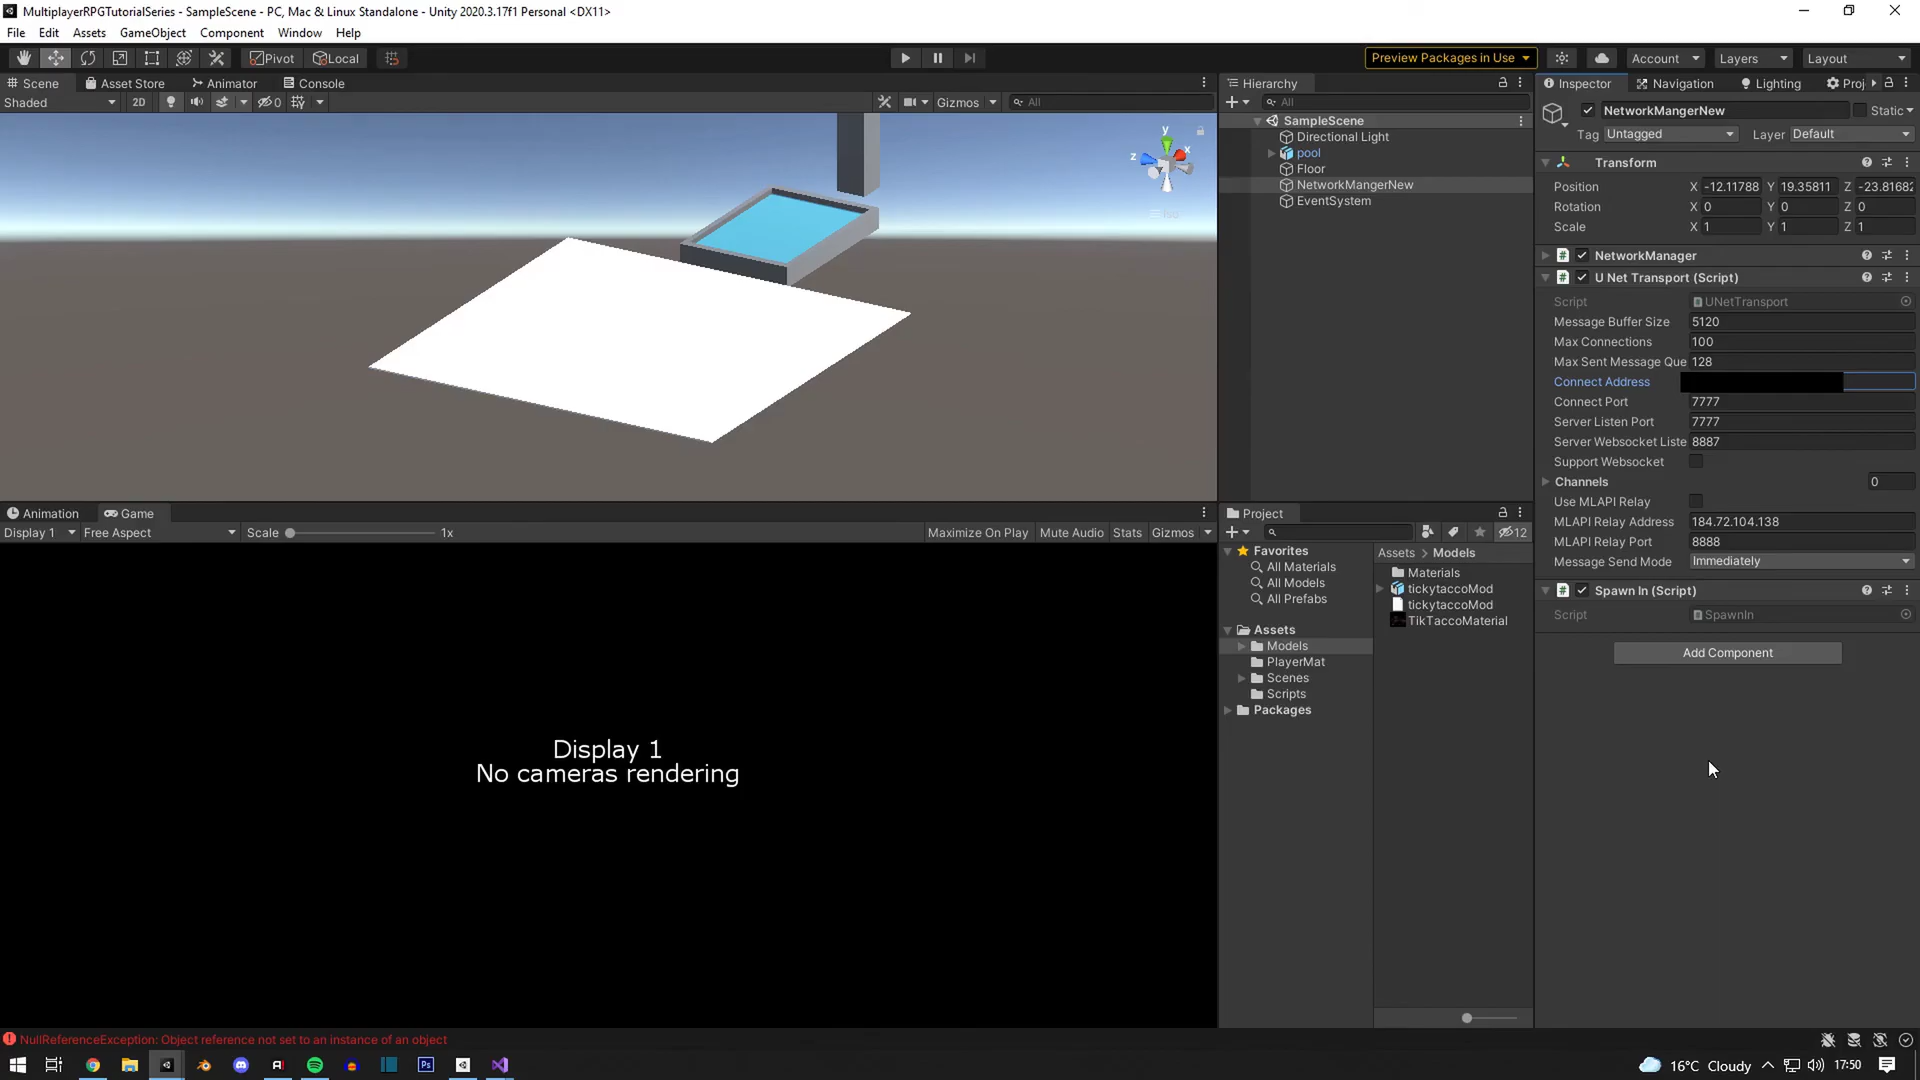 MultiplayerRPGTutorialSeries - SampleScene - PC, Mac & Linux Standalone - Unity 2020.3.17f1 Personal <DX11>
File Edit Assets GameObject Component Window Help
Pivot Local Preview Packages in Use Account Layers Layout
Scene Asset Store Animator Console
Shaded 2D 0 Gizmos All
y
x
z
Hierarchy
All
SampleScene
Directional Light
pool
Floor
NetworkMangerNew
EventSystem
Inspector Navigation Lighting Proj
NetworkMangerNew Static
Tag Untagged Layer Default
Transform
Position X -12.11788 Y 19.35811 Z -23.81682
Rotation X 0 Y 0 Z 0
Scale X 1 Y 1 Z 1
# NetworkManager
# U Net Transport (Script)
Script UNetTransport
Message Buffer Size 5120
Max Connections 100
Max Sent Message Que 128
Connect Address
Connect Port 7777
Server Listen Port 7777
Server Websocket Liste 8887
Support Websocket
Channels 0
Use MLAPI Relay
MLAPI Relay Address 184.72.104.138
MLAPI Relay Port 8888
Message Send Mode Immediately
# Spawn In (Script)
Script SpawnIn
Add Component
Animation Game
Display 1 Free Aspect Scale 1x Maximize On Play Mute Audio Stats Gizmos
Display 1
No cameras rendering
Project
12
Favorites
All Materials
All Models
All Prefabs
Assets
Models
PlayerMat
Scenes
Scripts
Packages
Assets > Models
Materials
tickytaccoMod
tickytaccoMod
TikTaccoMaterial
NullReferenceException: Object reference not set to an instance of an object
Ps
16°C Cloudy 17:50